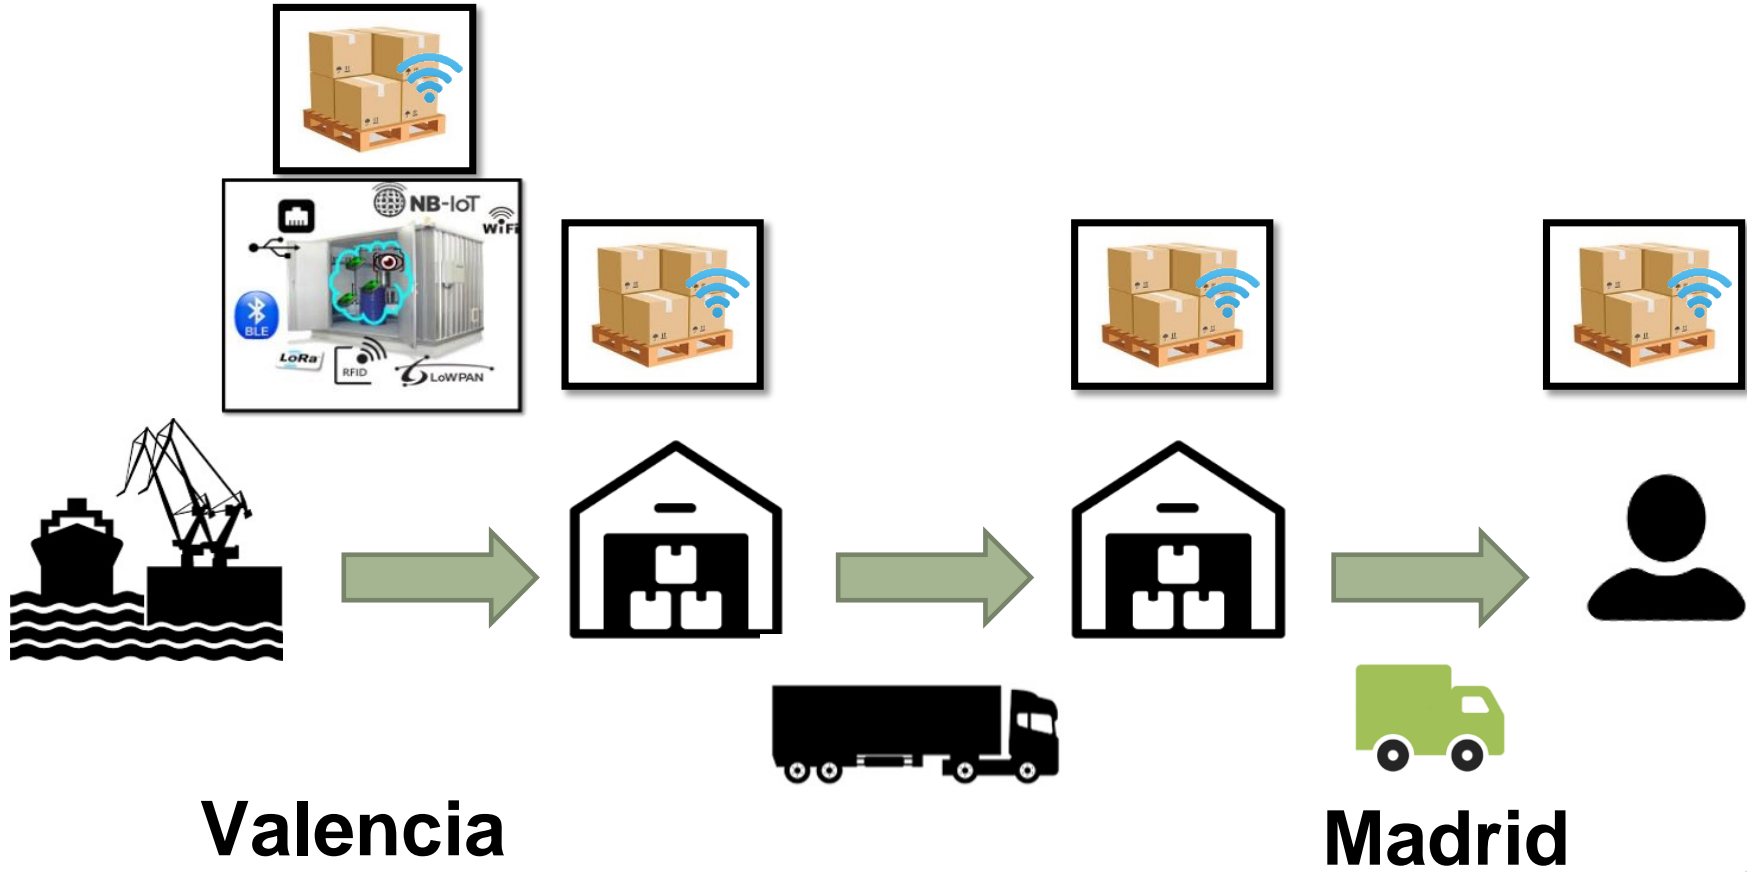 NB-IoT
WiFi
BLE
LoRa
RFID
LoWPAN
Valencia
Madrid